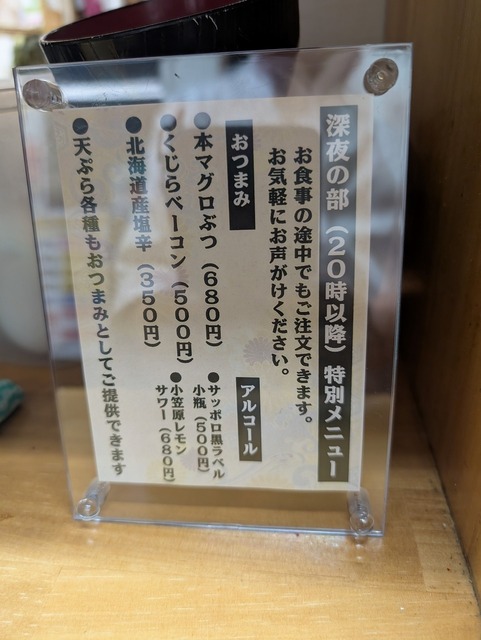 深夜の部（２０時以降）特別メニュー
お食事の途中でもご注文できます。
お気軽にお声がけください。
おつまみ
●本マグロぶつ（６８０円）
●くじらベーコン（５００円）
●北海道産塩辛（３５０円）
●天ぷら各種もおつまみとしてご提供できます
アルコール
●サッポロ黒ラベル
小瓶（５００円）
●小笠原レモン
サワー（６８０円）